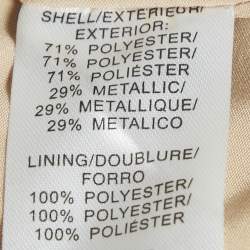 SHELL/EXTÉRIEUR/
EXTERIOR:
71% POLYESTER/
71% POLYESTER/
71% POLIÉSTER
29% METALLIC/
29% METALLIQUE/
29% METALICO
LINING/DOUBLURE/
FORRO
100% POLYESTER/
100% POLYESTER/
100% POLIÉSTER